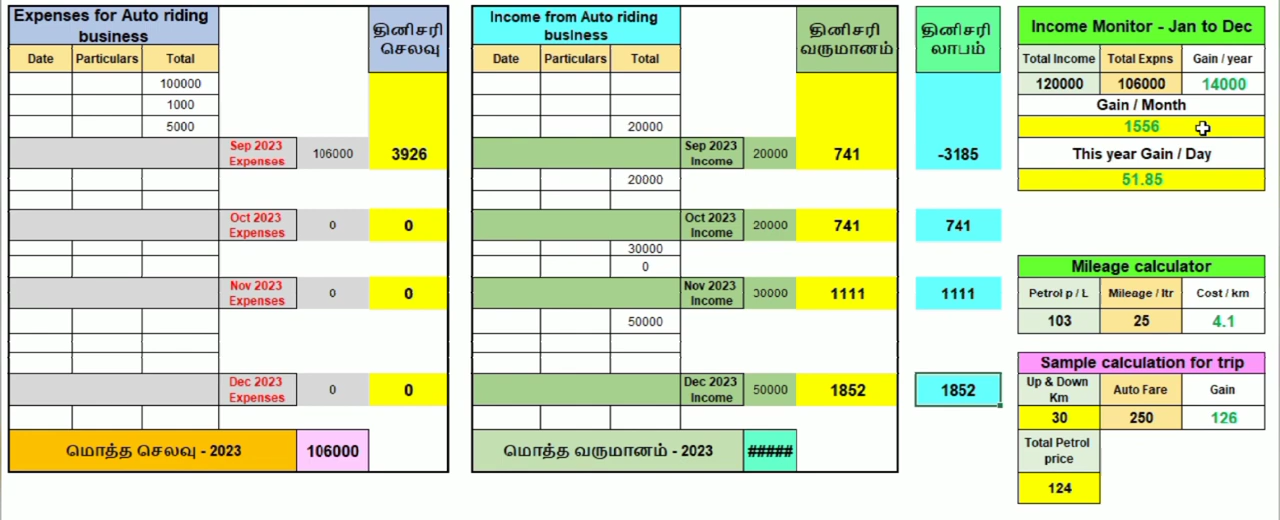 Expenses for Auto riding
business
தினசரி
செலவு
Date Particulars Total
100000
1000
5000
Sep 2023
Expenses
106000
3926
Oct 2023
Expenses
0
0
Nov 2023
Expenses
0
0
Dec 2023
Expenses
0
0
மொத்த செலவு - 2023
106000
Income from Auto riding
business
தினசரி
வருமானம்
தினசரி
லாபம்
Date Particulars Total
20000
Sep 2023
Income
20000
741
-3185
20000
Oct 2023
Income
20000
741
741
30000
0
Nov 2023
Income
30000
1111
1111
50000
Dec 2023
Income
50000
1852
1852
மொத்த வருமானம் - 2023
#####
Income Monitor - Jan to Dec
Total Income Total Expns Gain / year
120000 106000 14000
Gain / Month
1556
This year Gain / Day
51.85
Mileage calculator
Petrol p / L Mileage / ltr Cost / km
103 25 4.1
Sample calculation for trip
Up & Down
Km
Auto Fare Gain
30 250 126
Total Petrol
price
124